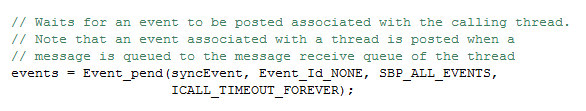 // Waits for an event to be posted associated with the calling thread.
// Note that an event associated with a thread is posted when a
// message is queued to the message receive queue of the thread
events = Event_pend(syncEvent, Event_Id_NONE, SBP_ALL_EVENTS,
ICALL_TIMEOUT_FOREVER);